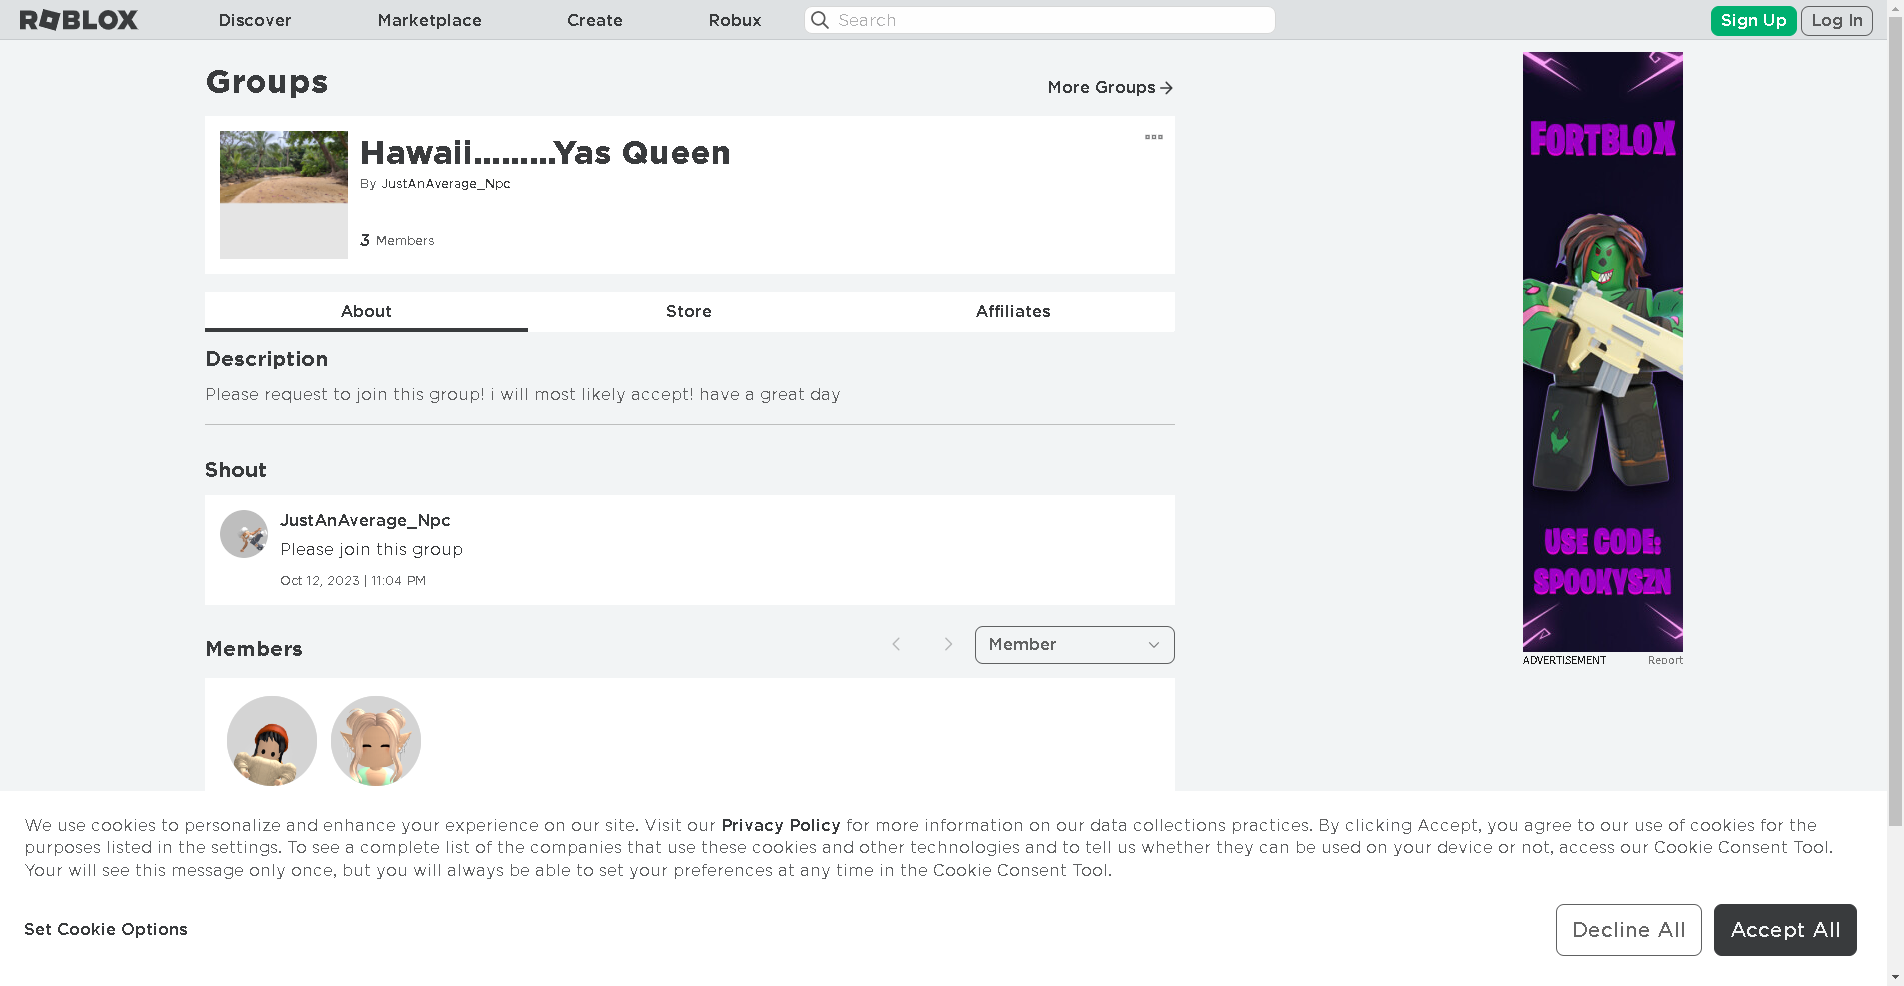 ROBLOX Discover Marketplace Create Robux Search Sign Up Log In
Groups
More Groups
Hawaii.........Yas Queen
By JustAnAverage_Npc
3 Members
About Store Affiliates
Description
Please request to join this group! i will most likely accept! have a great day
Shout
JustAnAverage_Npc
Please join this group
Oct 12, 2023 | 11:04 PM
Members
Member
FORTBLOX
USE CODE:
SPOOKYSZN
ADVERTISEMENT Report
We use cookies to personalize and enhance your experience on our site. Visit our Privacy Policy for more information on our data collections practices. By clicking Accept, you agree to our use of cookies for the
purposes listed in the settings. To see a complete list of the companies that use these cookies and other technologies and to tell us whether they can be used on your device or not, access our Cookie Consent Tool.
Your will see this message only once, but you will always be able to set your preferences at any time in the Cookie Consent Tool.
Set Cookie Options
Decline All
Accept All